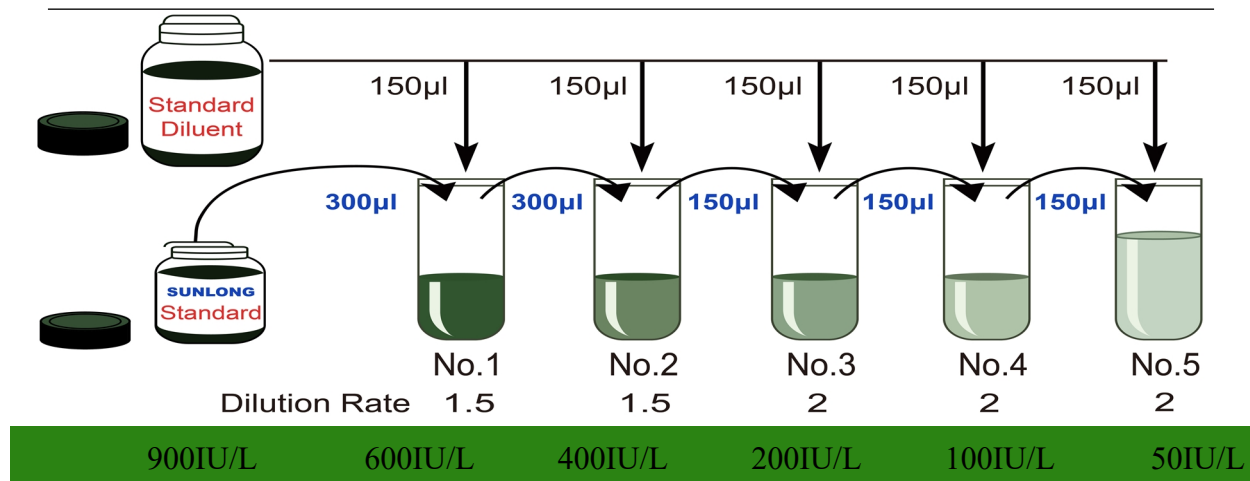 150µl 150µl 150µl 150µl 150µl
Standard
Diluent
300µl 300µl 150µl 150µl 150µl
SUNLONG
Standard
No.1 No.2 No.3 No.4 No.5
Dilution Rate 1.5 1.5 2 2 2
900IU/L 600IU/L 400IU/L 200IU/L 100IU/L 50IU/L